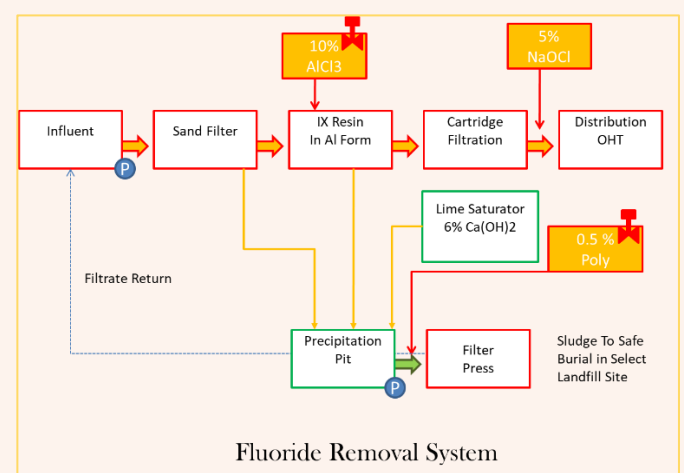 10%
AlCl3
5%
NaOCl
Influent
Sand Filter
IX Resin
In Al Form
Cartridge
Filtration
Distribution
OHT
P
Lime Saturator
6% Ca(OH)2
0.5 %
Poly
Filtrate Return
Precipitation
Pit
Filter
Press
Sludge To Safe
Burial in Select
Landfill Site
P
Fluoride Removal System